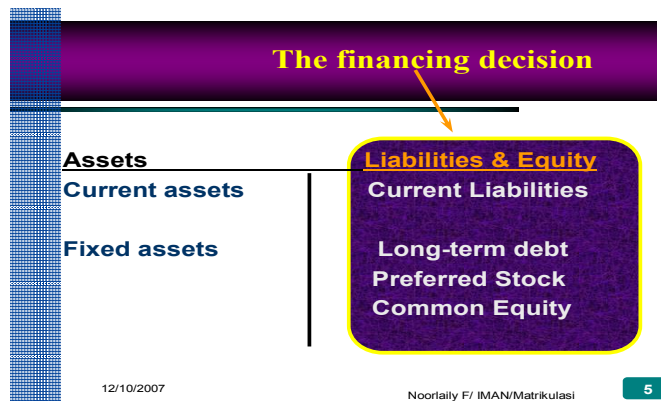 The financing decision
Assets
Liabilities & Equity
Current assets
Current Liabilities
Fixed assets
Long-term debt
Preferred Stock
Common Equity
12/10/2007
Noorlaily F/ IMAN/Matrikulasi
5